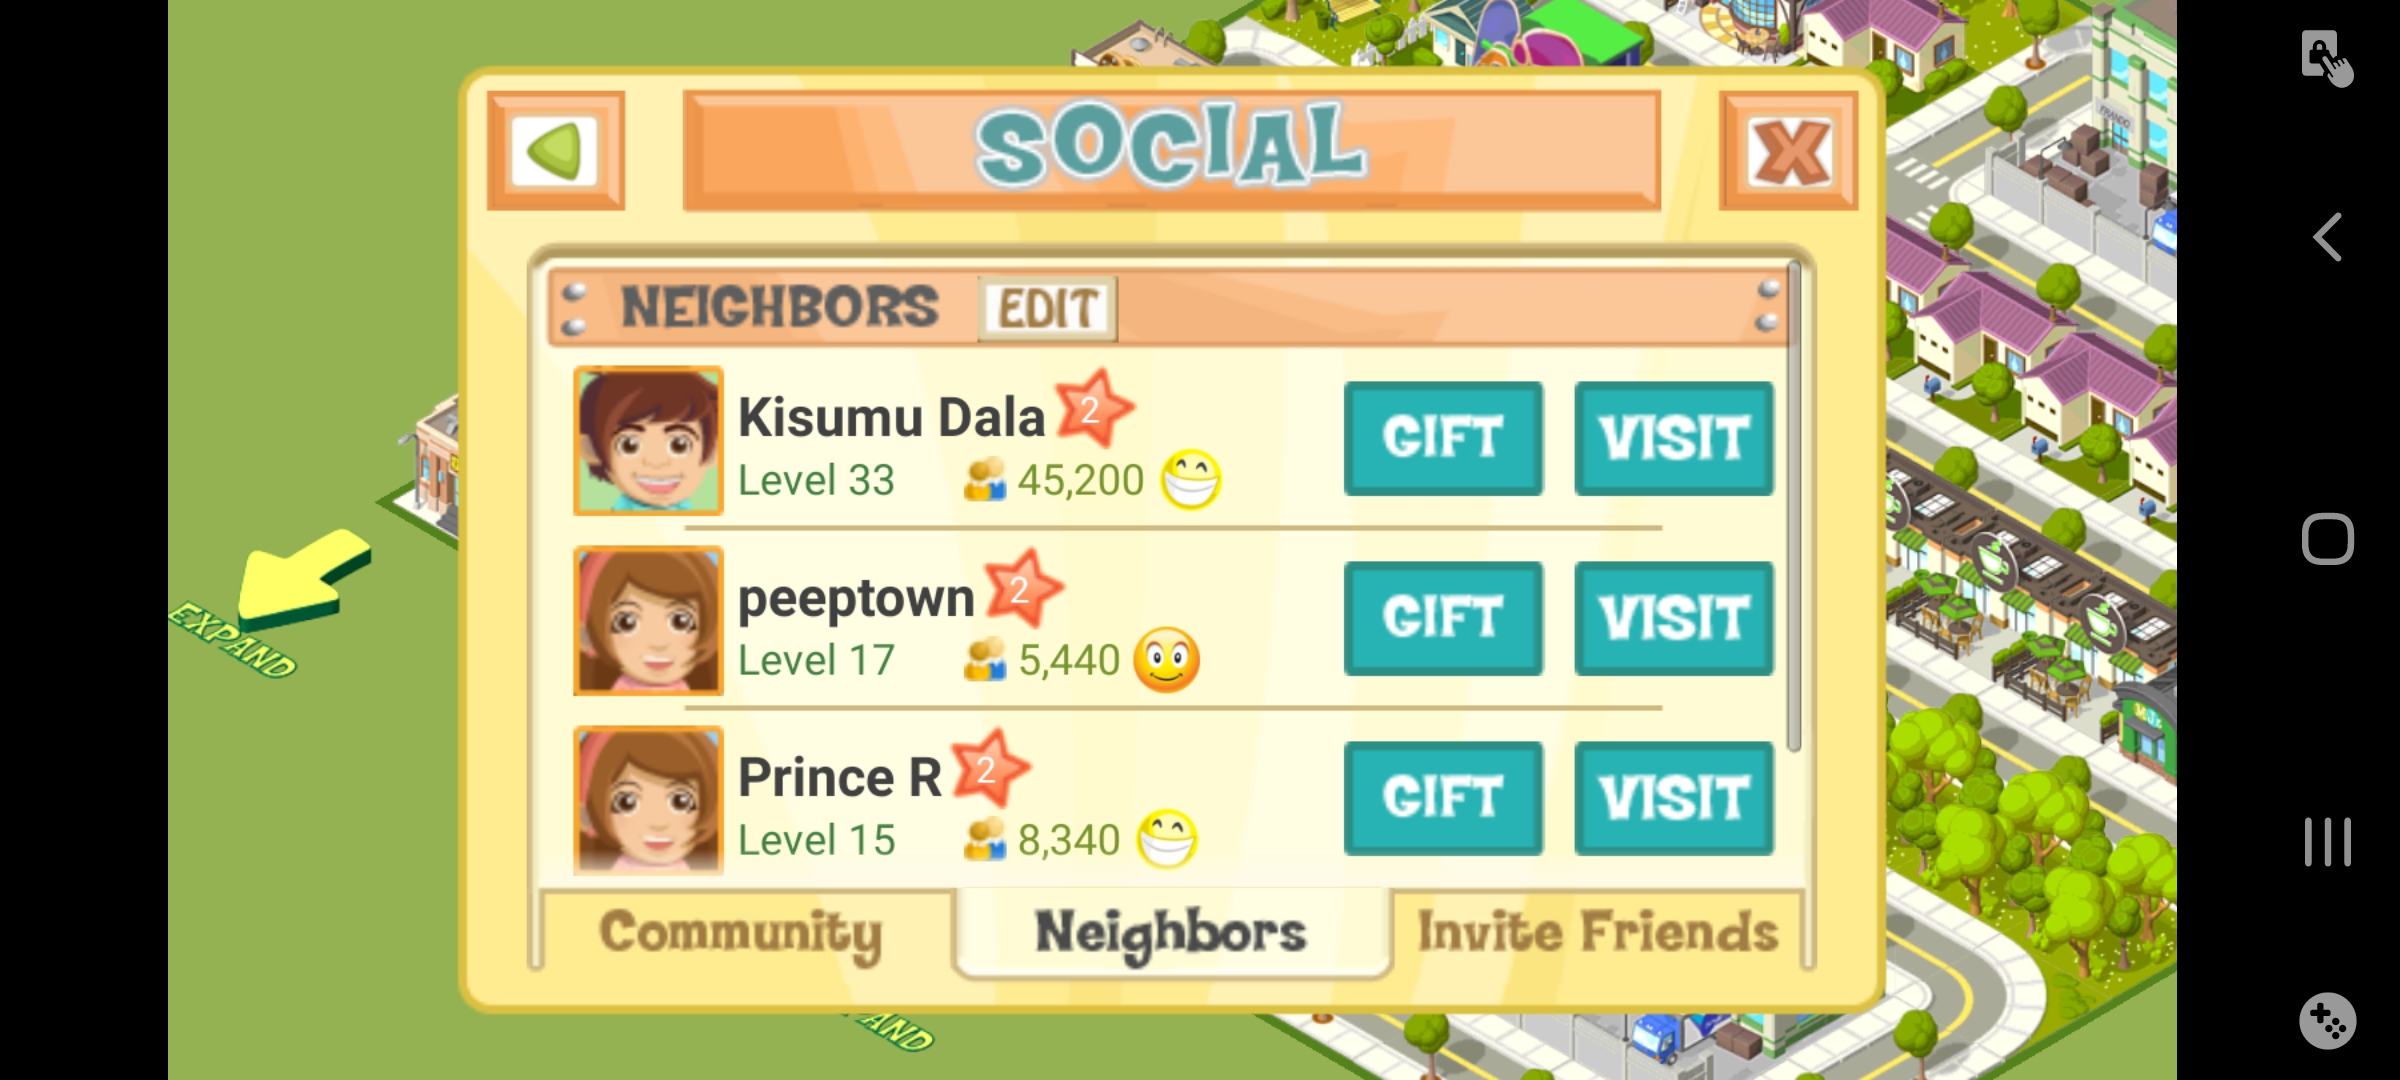 SOCIAL
NEIGHBORS EDIT
Kisumu Dala 2
Level 33 45,200
GIFT VISIT
peeptown 2
Level 17 5,440
GIFT VISIT
Prince R 2
Level 15 8,340
GIFT VISIT
Community Neighbors Invite Friends
EXPAND
AND